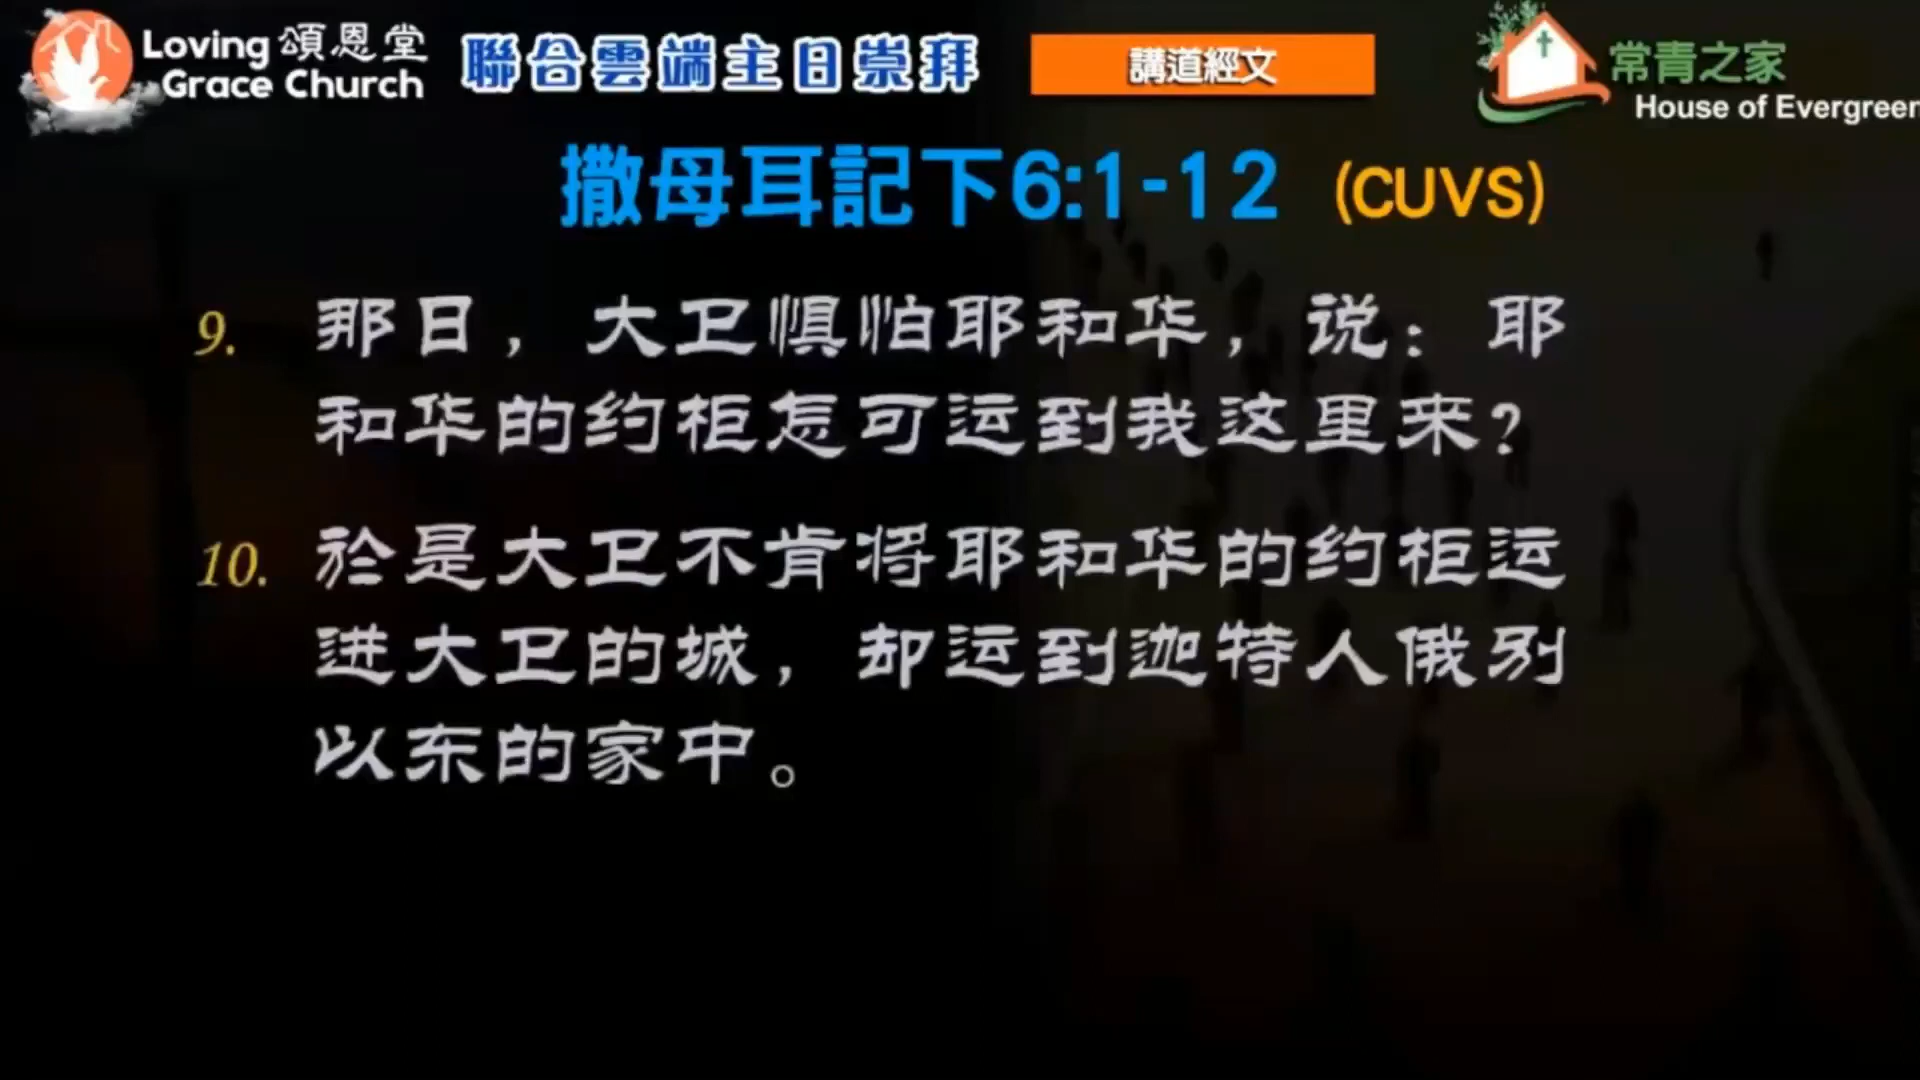 Loving 頌恩堂
Grace Church
聯合雲端主日崇拜
講道經文
常青之家
House of Evergreen
撒母耳記下6:1-12 (CUVS)
9. 那日，大卫惧怕耶和华，说：耶
和华的约柜怎可运到我这里来？
10. 於是大卫不肯将耶和华的约柜运
进大卫的城，却运到迦特人俄别
以东的家中。